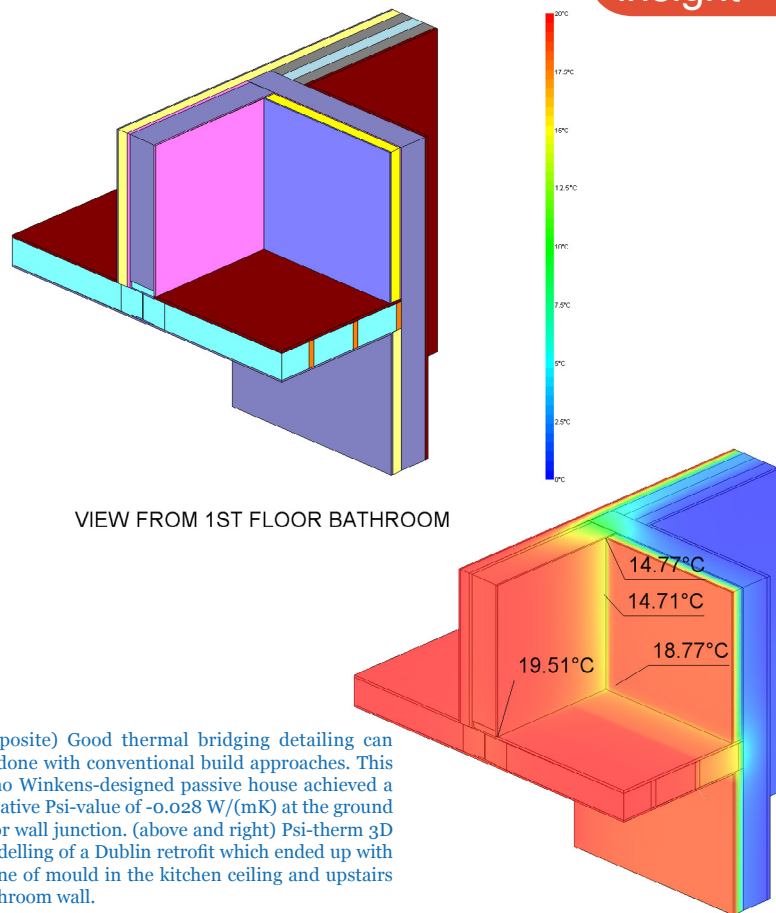 20°C
17.5°C
15°C
12.5°C
10°C
7.5°C
5°C
2.5°C
0°C
VIEW FROM 1ST FLOOR BATHROOM
14.77°C
14.71°C
18.77°C
19.51°C
posite) Good thermal bridging detailing can
done with conventional build approaches. This
no Winkens-designed passive house achieved a
ative Psi-value of -0.028 W/(mK) at the ground
or wall junction. (above and right) Psi-therm 3D
delling of a Dublin retrofit which ended up with
ne of mould in the kitchen ceiling and upstairs
hroom wall.